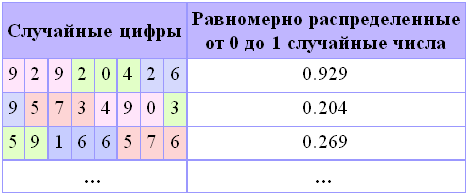 Случайные цифры
Равномерно распределенные
от 0 до 1 случайные числа
9 2 9 2 0 4 2 6
0.929
9 5 7 3 4 9 0 3
0.204
5 9 1 6 6 5 7 6
0.269
...
...